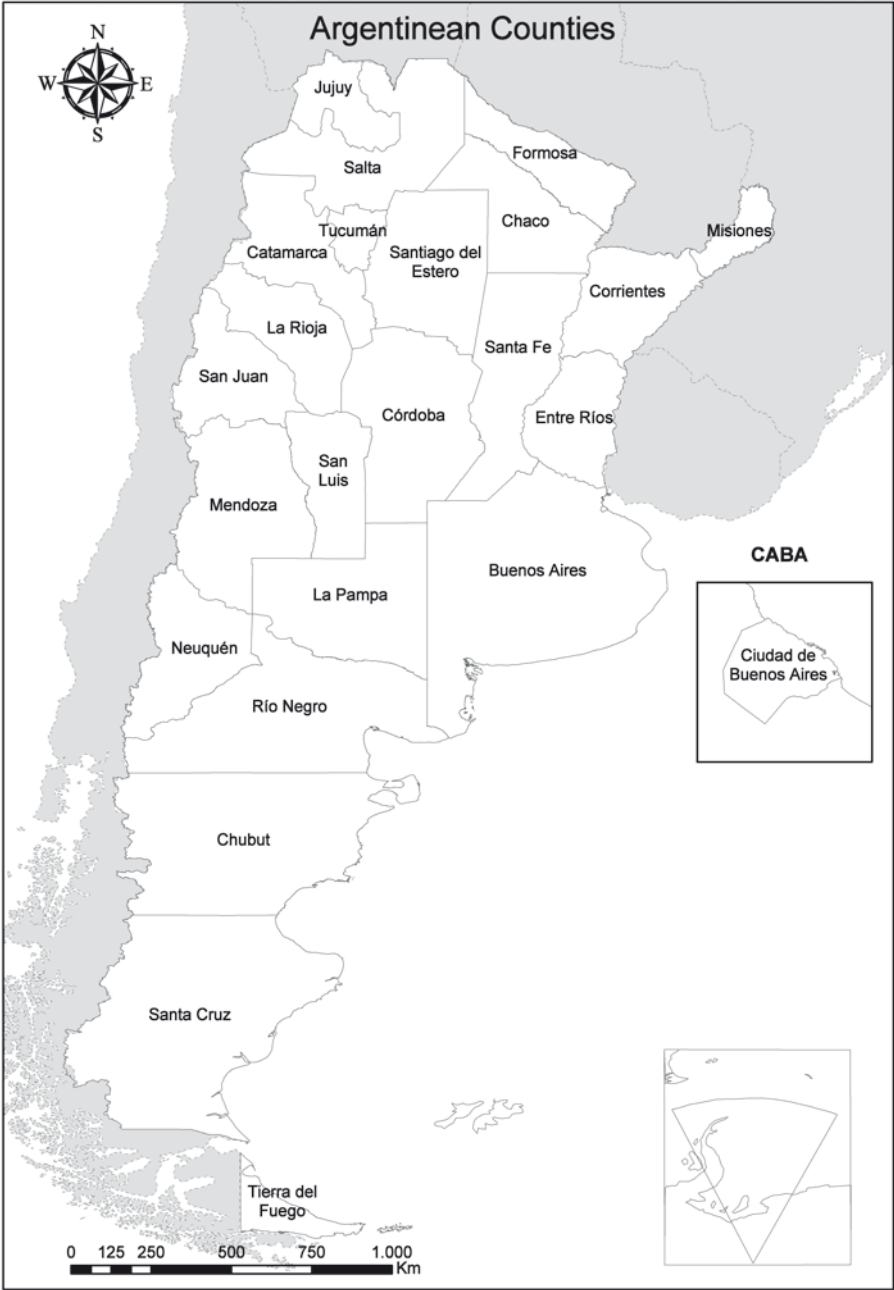 Argentinean Counties
N
W E
S
Jujuy
Formosa
Salta
Chaco
Misiones
Tucumán
Catamarca
Santiago del
Estero
Corrientes
La Rioja
Santa Fe
San Juan
Córdoba
Entre Ríos
San
Luis
Mendoza
Buenos Aires
CABA
La Pampa
Neuquén
Ciudad de
Buenos Aires
Río Negro
Chubut
Santa Cruz
Tierra del
Fuego
0 125 250 500 750 1.000
Km